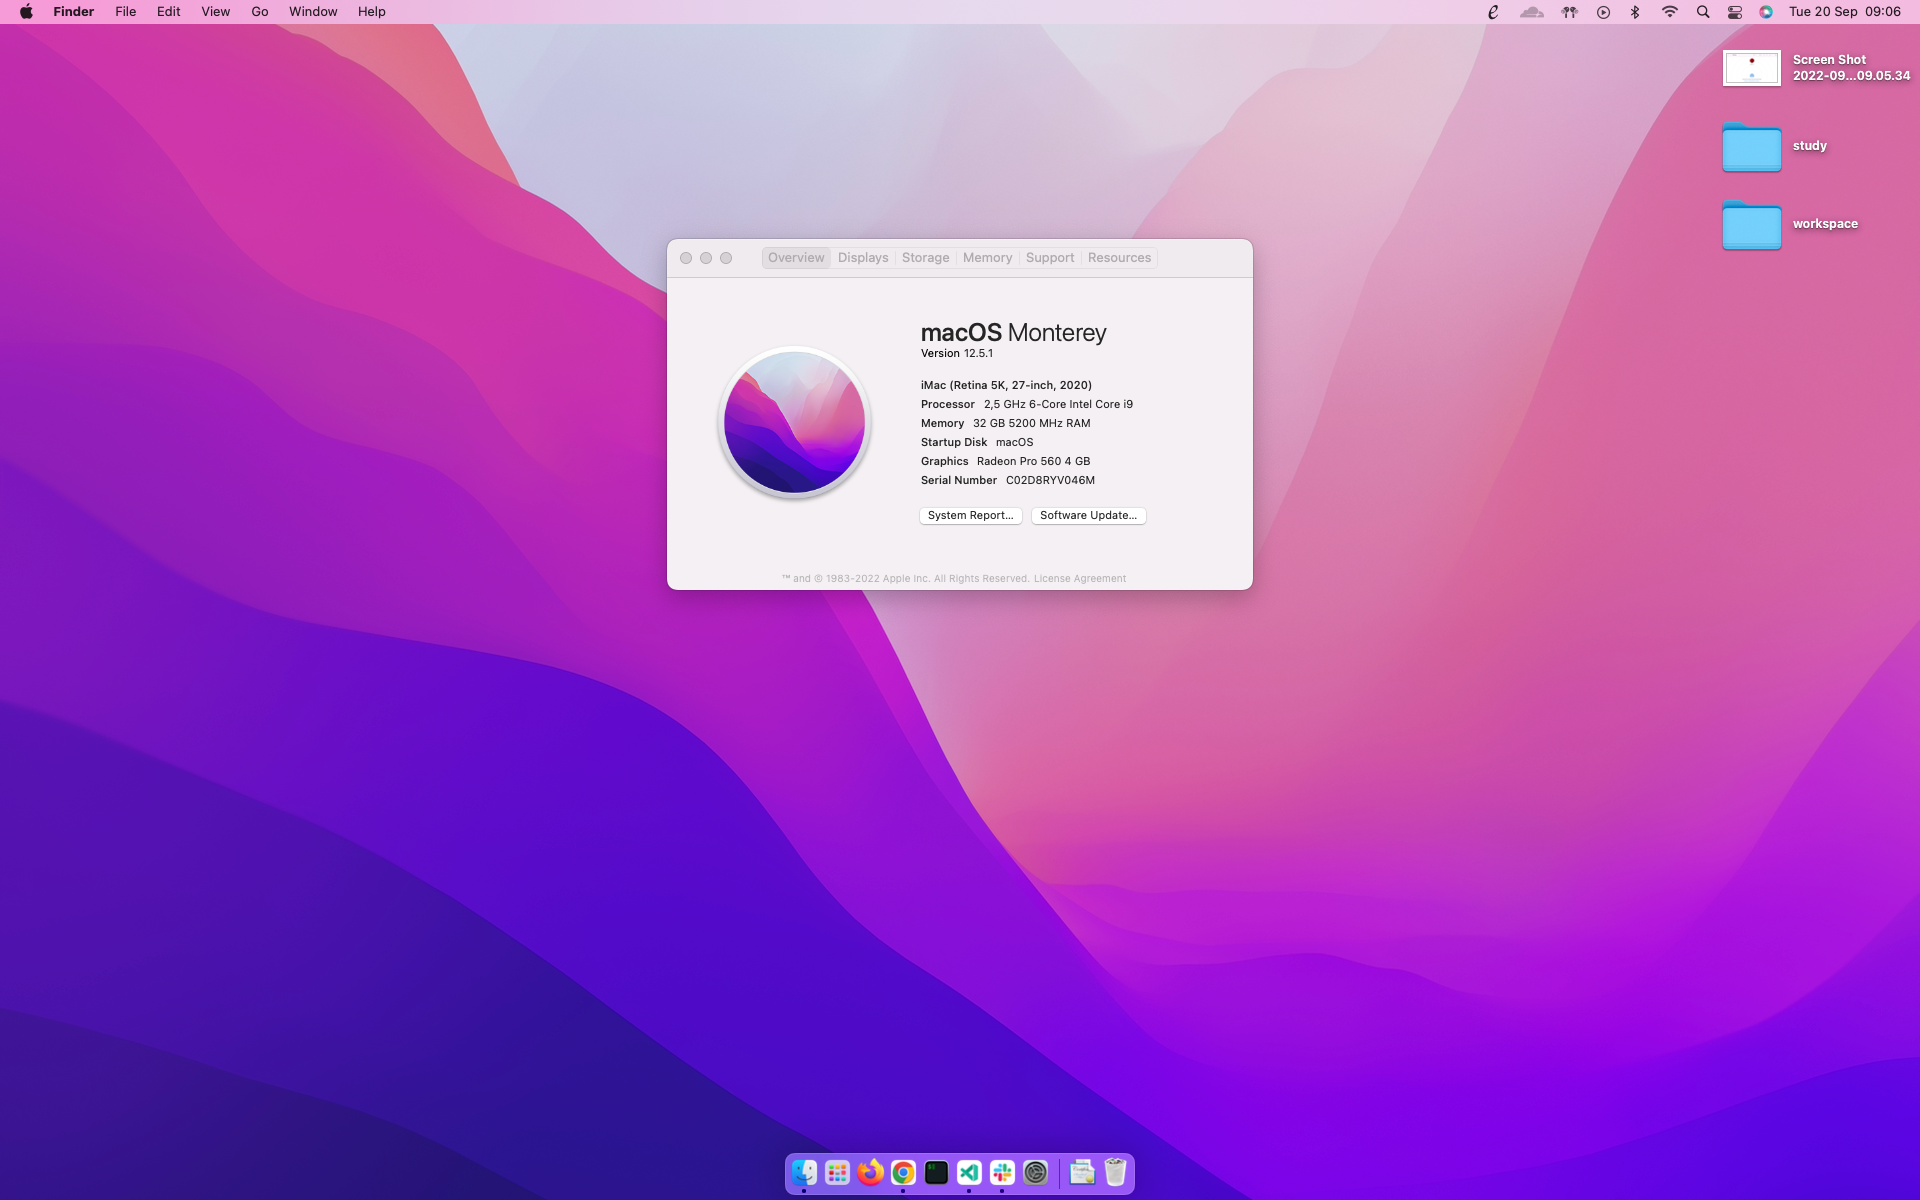 Finder File Edit View Go Window Help
Tue 20 Sep 09:06
Screen Shot
2022-09...09.05.34
study
workspace
Overview Displays Storage Memory Support Resources
macOS Monterey
Version 12.5.1
iMac (Retina 5K, 27-inch, 2020)
Processor 2,5 GHz 6-Core Intel Core i9
Memory 32 GB 5200 MHz RAM
Startup Disk macOS
Graphics Radeon Pro 560 4 GB
Serial Number C02D8RYV046M
System Report... Software Update...
™ and © 1983-2022 Apple Inc. All Rights Reserved. License Agreement